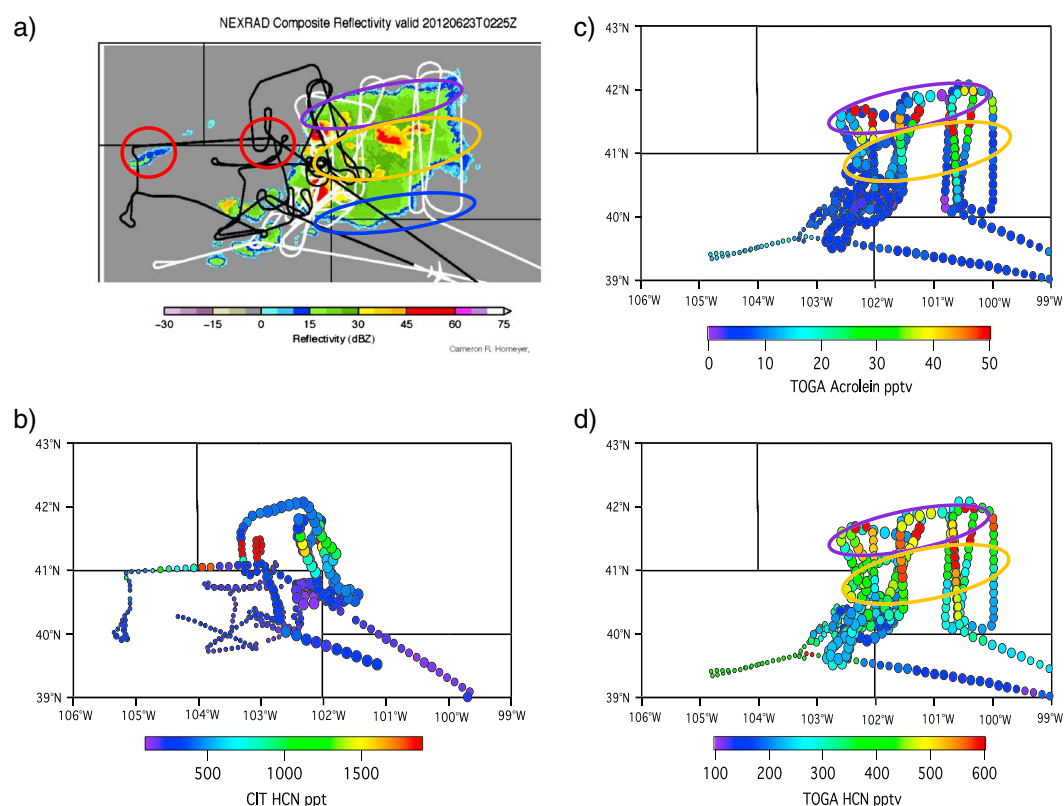 a)
NEXRAD Composite Reflectivity valid 20120623T0225Z
−30 −15 0 15 30 45 60 75
Reflectivity (dBZ)
Cameron R. Homeyer,
c)
43°N
42°N
41°N
40°N
39°N
106°W 105°W 104°W 103°W 102°W 101°W 100°W 99°W
0 10 20 30 40 50
TOGA Acrolein pptv
b)
43°N
42°N
41°N
40°N
39°N
106°W 105°W 104°W 103°W 102°W 101°W 100°W 99°W
500 1000 1500
CIT HCN ppt
d)
43°N
42°N
41°N
40°N
39°N
106°W 105°W 104°W 103°W 102°W 101°W 100°W 99°W
100 200 300 400 500 600
TOGA HCN pptv